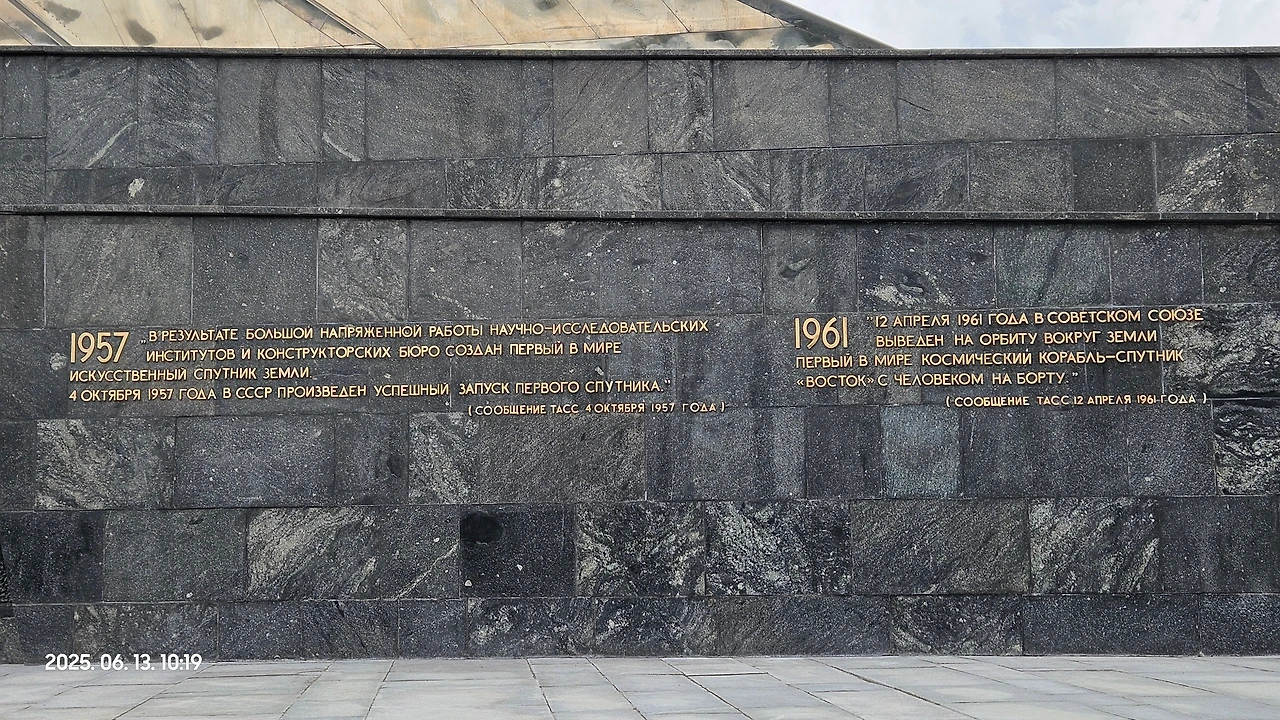 1957 „В РЕЗУЛЬТАТЕ БОЛЬШОЙ НАПРЯЖЕННОЙ РАБОТЫ НАУЧНО-ИССЛЕДОВАТЕЛЬСКИХ
ИНСТИТУТОВ И КОНСТРУКТОРСКИХ БЮРО СОЗДАН ПЕРВЫЙ В МИРЕ
ИСКУССТВЕННЫЙ СПУТНИК ЗЕМЛИ.
4 ОКТЯБРЯ 1957 ГОДА В СССР ПРОИЗВЕДЕН УСПЕШНЫЙ ЗАПУСК ПЕРВОГО СПУТНИКА."
(СООБЩЕНИЕ ТАСС 4 ОКТЯБРЯ 1957 ГОДА)
1961 "12 АПРЕЛЯ 1961 ГОДА В СОВЕТСКОМ СОЮЗЕ
ВЫВЕДЕН НА ОРБИТУ ВОКРУГ ЗЕМЛИ
ПЕРВЫЙ В МИРЕ КОСМИЧЕСКИЙ КОРАБЛЬ-СПУТНИК
«ВОСТОК» С ЧЕЛОВЕКОМ НА БОРТУ."
(СООБЩЕНИЕ ТАСС 12 АПРЕЛЯ 1961 ГОДА)
2025. 06. 13. 10:19